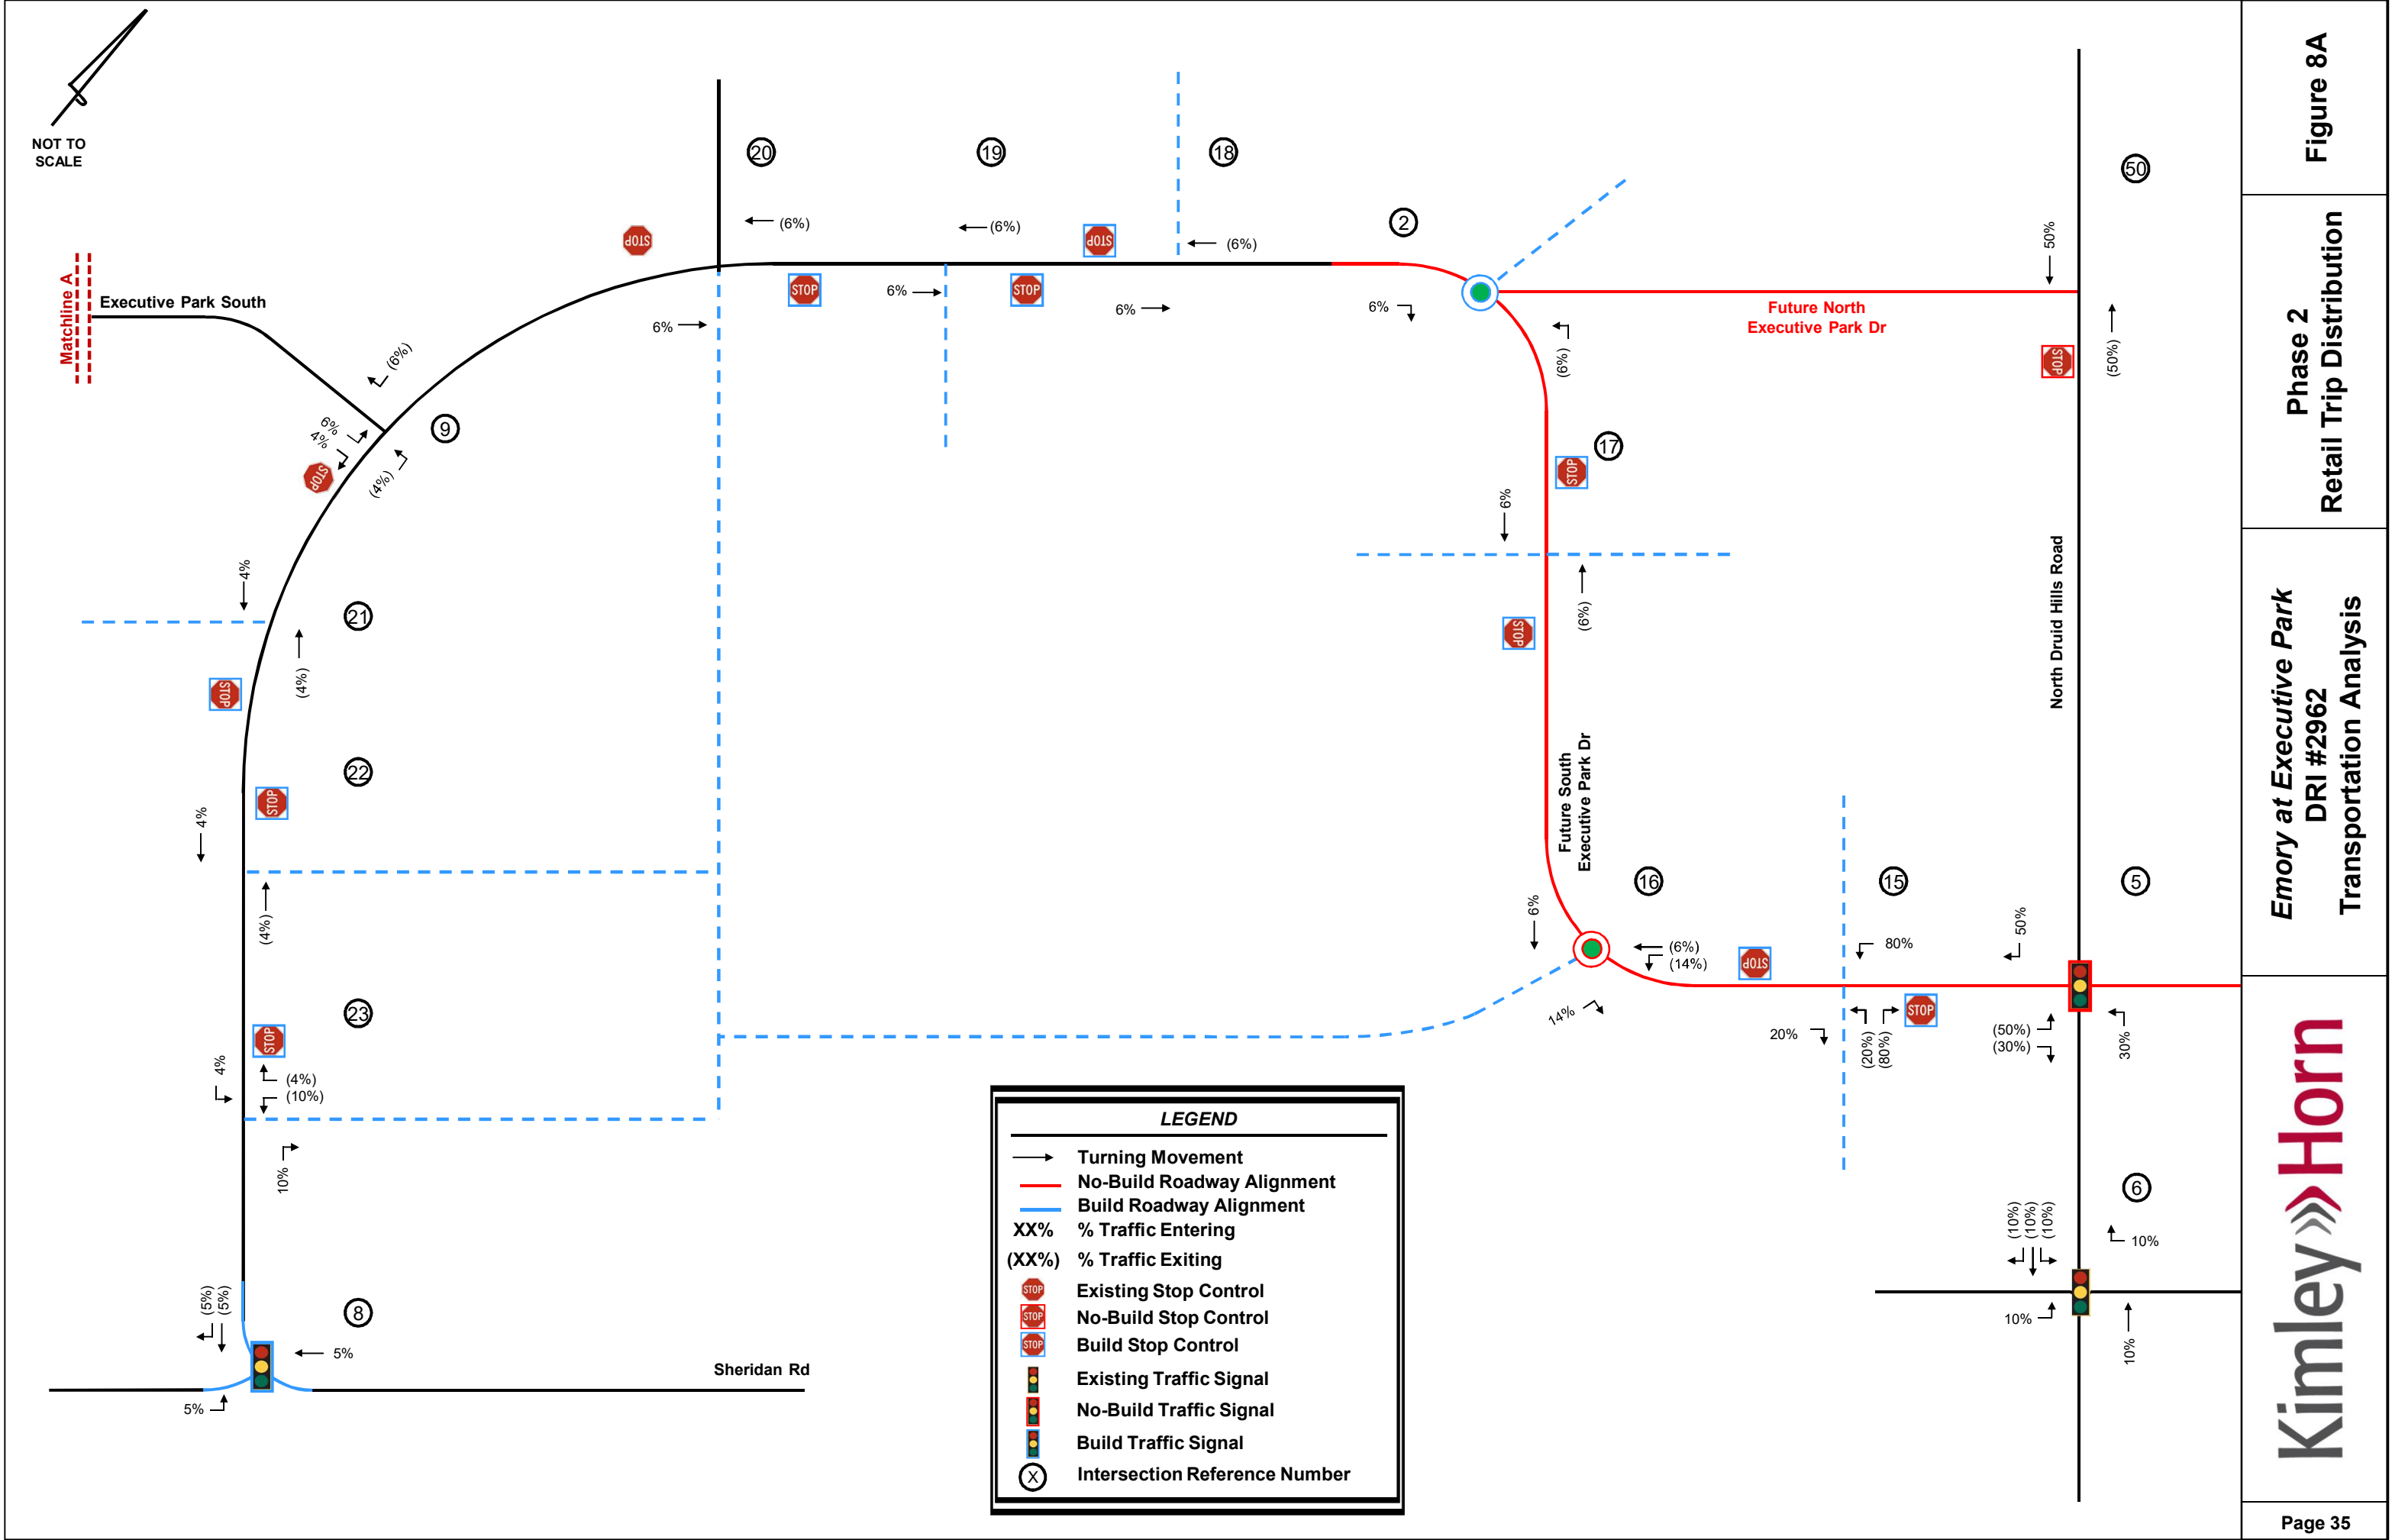 NOT TO
SCALE
Matchline A
Executive Park South
20
19
18
2
50
(6%)
(6%)
(6%)
STOP
STOP
STOP
STOP
6%
6%
6%
6%
(6%)
Future North
Executive Park Dr
50%
(50%)
STOP
(6%)
6%
4%
(4%)
STOP
9
17
STOP
6%
(6%)
STOP
North Druid Hills Road
4%
21
(4%)
STOP
22
STOP
4%
(4%)
Future South
Executive Park Dr
16
15
5
6%
(6%)
(14%)
14%
STOP
80%
50%
20%
(20%)
(80%)
STOP
(50%)
(30%)
30%
23
STOP
4%
(4%)
(10%)
10%
6
(10%)
(10%)
(10%)
10%
10%
10%
(5%)
(5%)
8
5%
5%
Sheridan Rd
LEGEND
Turning Movement
No-Build Roadway Alignment
Build Roadway Alignment
XX% % Traffic Entering
(XX%) % Traffic Exiting
STOP Existing Stop Control
STOP No-Build Stop Control
STOP Build Stop Control
Existing Traffic Signal
No-Build Traffic Signal
Build Traffic Signal
X Intersection Reference Number
Figure 8A
Phase 2
Retail Trip Distribution
Emory at Executive Park
DRI #2962
Transportation Analysis
Kimley»Horn
Page 35